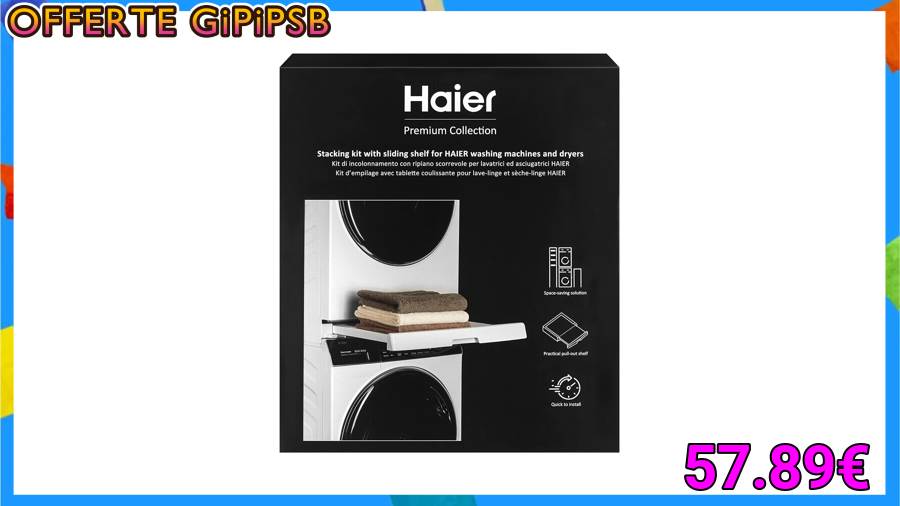 OFFERTE GiPiPSB
Haier
Premium Collection
Stacking kit with sliding shelf for HAIER washing machines and dryers
Kit di incolonnamento con ripiano scorrevole per lavatrici ed asciugatrici HAIER
Kit d'empilage avec tablette coulissante pour lave-linge et sèche-linge HAIER
Space-saving solution
Practical pull-out shelf
Quick to install
57.89€